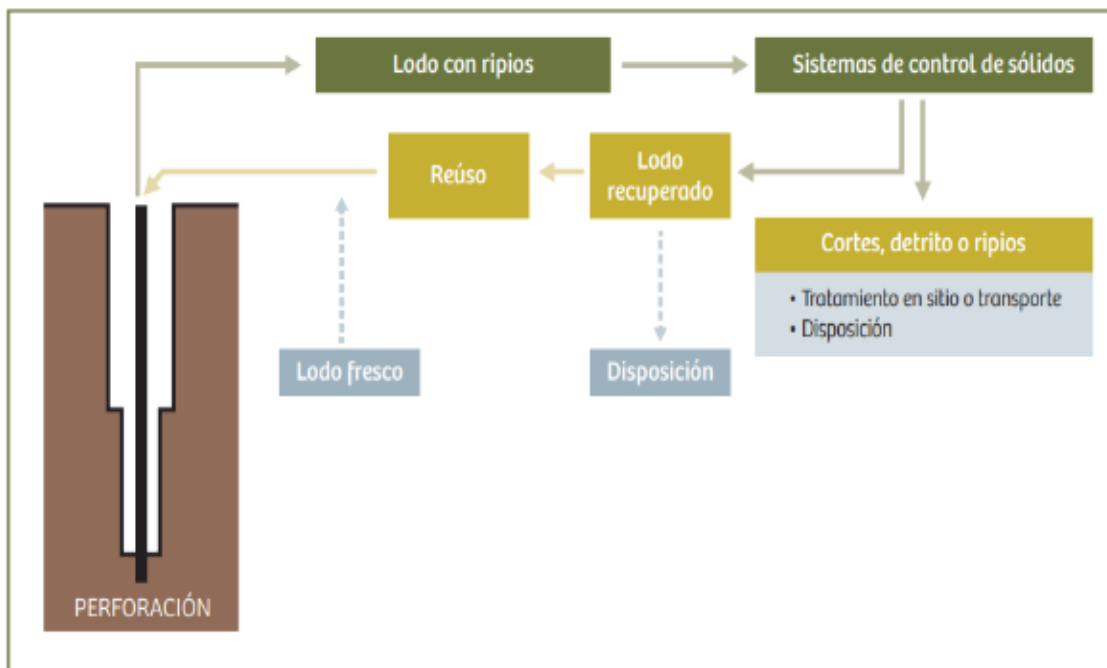 Lodo con ripios
Sistemas de control de sólidos
Reúso
Lodo
recuperado
Cortes, detrito o ripios
• Tratamiento en sitio o transporte
• Disposición
Lodo fresco
Disposición
PERFORACIÓN